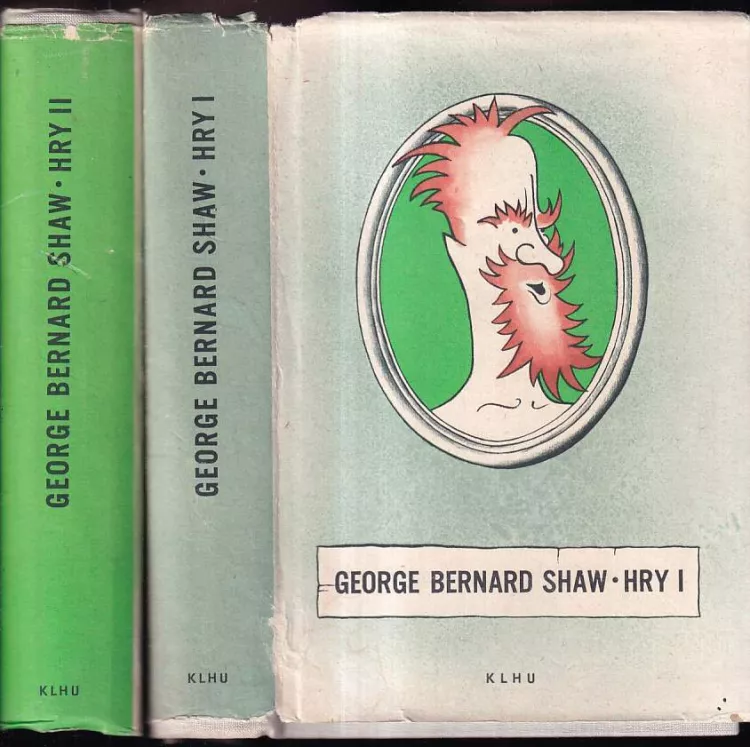 GEORGE BERNARD SHAW · HRY II
KLHU
GEORGE BERNARD SHAW · HRY I
KLHU
GEORGE BERNARD SHAW · HRY I
KLHU